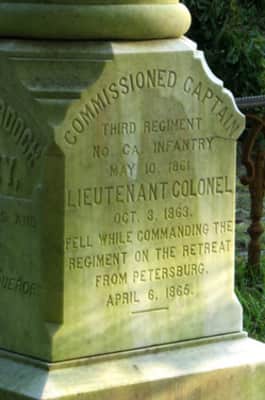 COMMISSIONED CAPTAIN
THIRD REGIMENT
NO. CA. INFANTRY
MAY 10. 1861.
LIEUTENANT COLONEL
OCT. 3, 1863.
FELL WHILE COMMANDING THE
REGIMENT ON THE RETREAT
FROM PETERSBURG,
APRIL 6, 1865.
AND